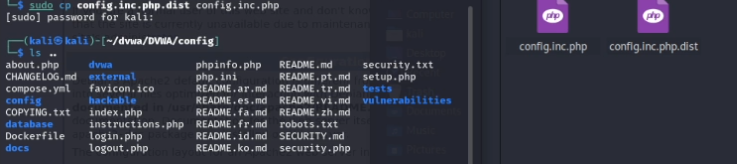 └─$ sudo cp config.inc.php.dist config.inc.php
[sudo] password for kali:
┌──(kali㉿kali)-[~/dvwa/DVWA/config]
└─$ ls ..
about.php dvwa phpinfo.php README.md security.txt
CHANGELOG.md external php.ini README.pt.md setup.php
compose.yml favicon.ico README.ar.md README.tr.md tests
config hackable README.es.md README.vi.md vulnerabilities
COPYING.txt index.php README.fa.md README.zh.md
database instructions.php README.fr.md robots.txt
Dockerfile login.php README.id.md SECURITY.md
docs logout.php README.ko.md security.php
php
config.inc.php
php
config.inc.php.dist